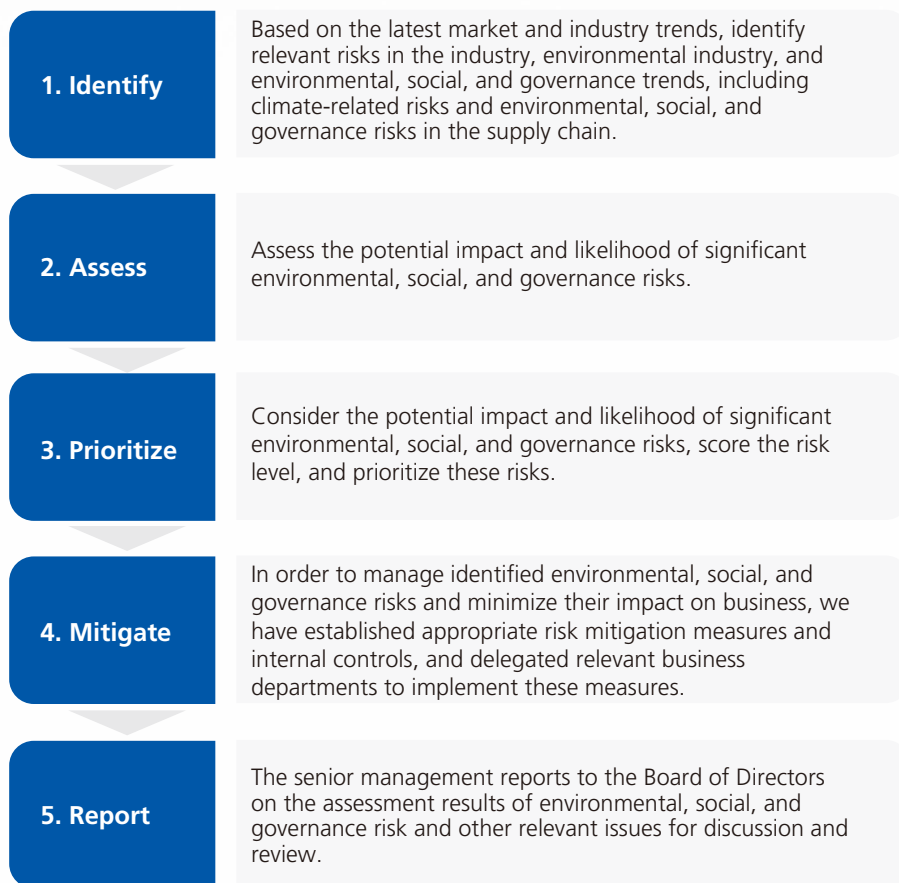 1. Identify
Based on the latest market and industry trends, identify
relevant risks in the industry, environmental industry, and
environmental, social, and governance trends, including
climate-related risks and environmental, social, and
governance risks in the supply chain.
2. Assess
Assess the potential impact and likelihood of significant
environmental, social, and governance risks.
3. Prioritize
Consider the potential impact and likelihood of significant
environmental, social, and governance risks, score the risk
level, and prioritize these risks.
4. Mitigate
In order to manage identified environmental, social, and
governance risks and minimize their impact on business, we
have established appropriate risk mitigation measures and
internal controls, and delegated relevant business
departments to implement these measures.
5. Report
The senior management reports to the Board of Directors
on the assessment results of environmental, social, and
governance risk and other relevant issues for discussion and
review.